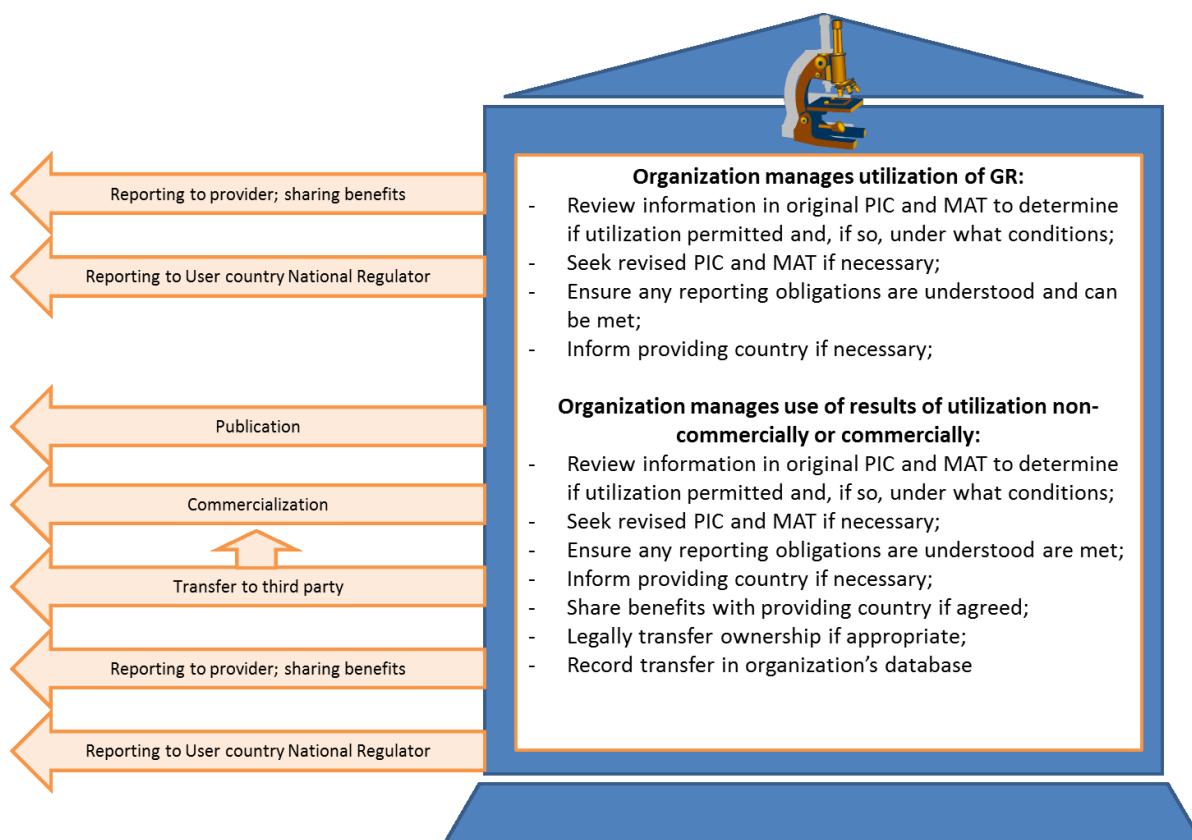 Reporting to provider; sharing benefits
Reporting to User country National Regulator
Publication
Commercialization
Transfer to third party
Reporting to provider; sharing benefits
Reporting to User country National Regulator
Organization manages utilization of GR:
- Review information in original PIC and MAT to determine
if utilization permitted and, if so, under what conditions;
- Seek revised PIC and MAT if necessary;
- Ensure any reporting obligations are understood and can
be met;
- Inform providing country if necessary;
Organization manages use of results of utilization non-
commercially or commercially:
- Review information in original PIC and MAT to determine
if utilization permitted and, if so, under what conditions;
- Seek revised PIC and MAT if necessary;
- Ensure any reporting obligations are understood are met;
- Inform providing country if necessary;
- Share benefits with providing country if agreed;
- Legally transfer ownership if appropriate;
- Record transfer in organization’s database